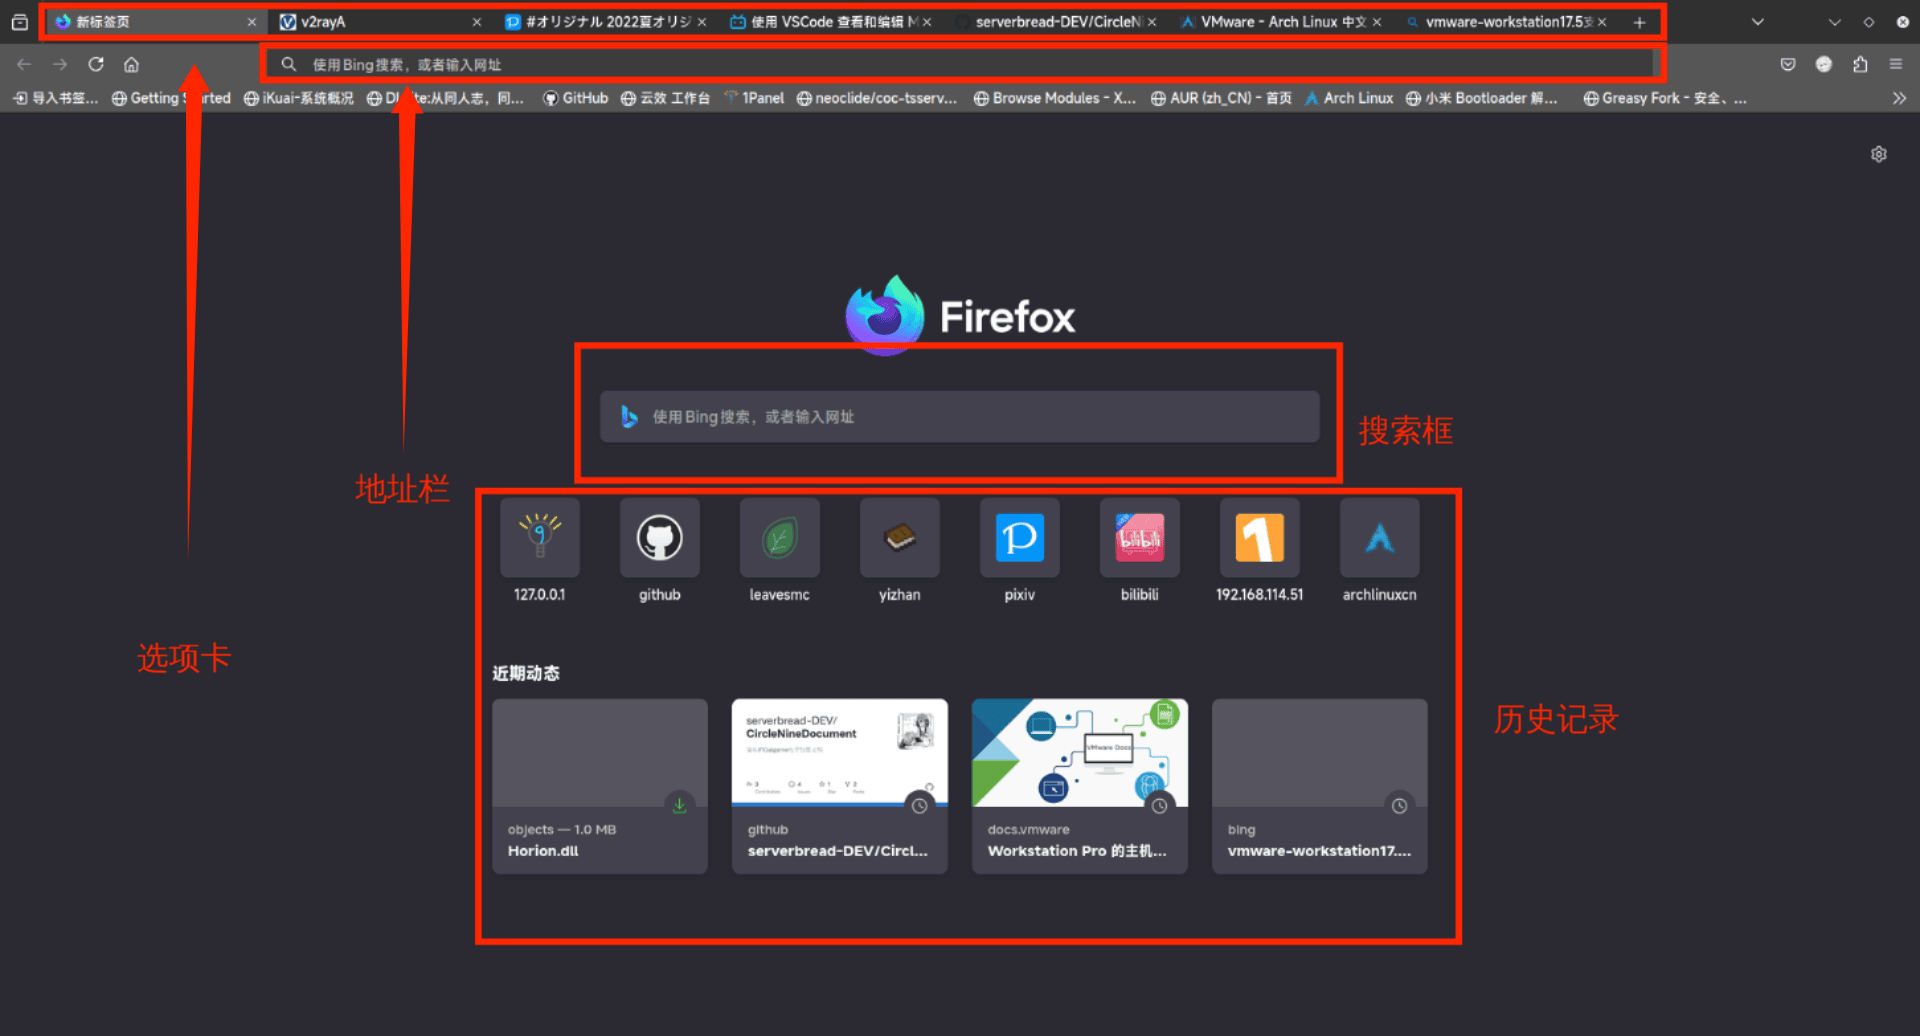 新标签页
v2rayA
#オリジナル 2022夏オリジ
使用 VSCode 查看和编辑 M
serverbread-DEV/CircleNi
VMware - Arch Linux 中文
vmware-workstation17.5支
使用Bing搜索，或者输入网址
导入书签...
Getting Started
iKuai-系统概况
DLsite:从同人志，同...
GitHub
云效 工作台
1Panel
neoclide/coc-tsserv...
Browse Modules - X...
AUR (zh_CN) - 首页
Arch Linux
小米 Bootloader 解...
Greasy Fork - 安全、...
Firefox
使用Bing搜索，或者输入网址
搜索框
地址栏
选项卡
127.0.0.1
github
leavesmc
yizhan
pixiv
bilibili
192.168.114.51
archlinuxcn
近期动态
历史记录
serverbread-DEV/
CircleNineDocument
VMware Docs
objects — 1.0 MB
Horion.dll
github
serverbread-DEV/Circl...
docs.vmware
Workstation Pro 的主机...
bing
vmware-workstation17....